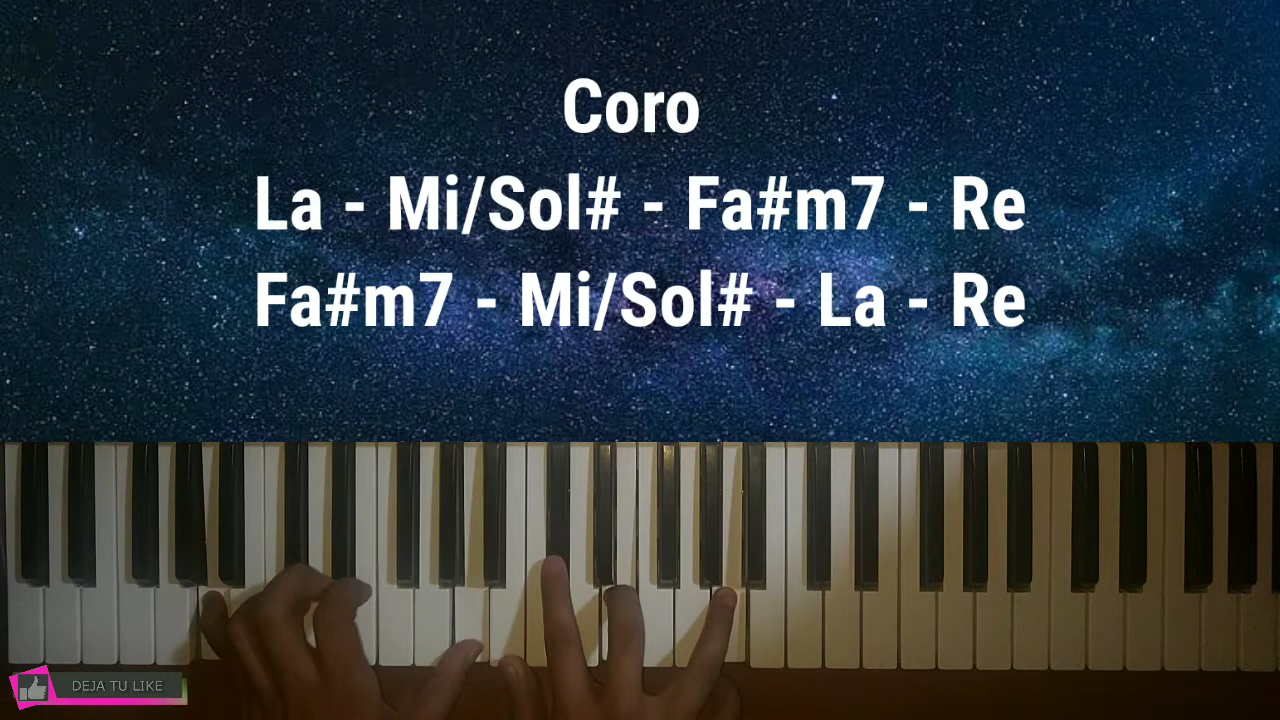 Coro
La - Mi/Sol# - Fa#m7 - Re
Fa#m7 - Mi/Sol# - La - Re
DEJA TU LIKE